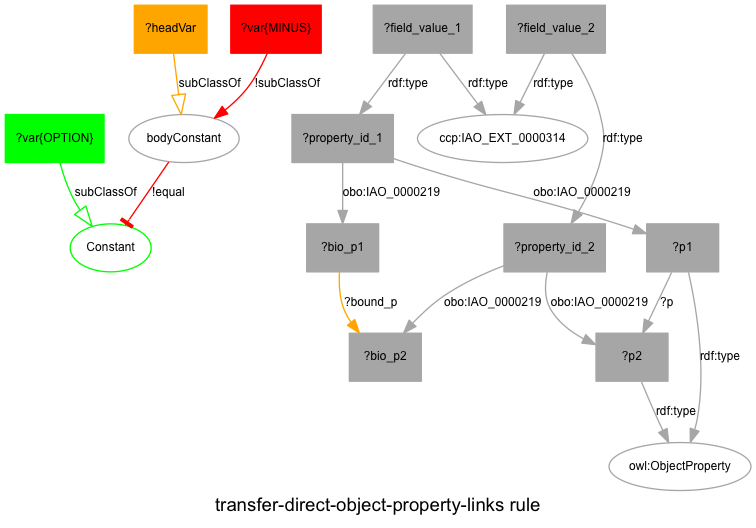 ?headVar
?var{MINUS}
?field_value_1
?field_value_2
subClassOf
!subClassOf
rdf:type
rdf:type
rdf:type
?var{OPTION}
bodyConstant
?property_id_1
ccp:IAO_EXT_0000314
rdf:type
subClassOf
!equal
obo:IAO_0000219
obo:IAO_0000219
Constant
?bio_p1
?property_id_2
?p1
?bound_p
obo:IAO_0000219
obo:IAO_0000219
?p
?bio_p2
?p2
rdf:type
rdf:type
owl:ObjectProperty
transfer-direct-object-property-links rule